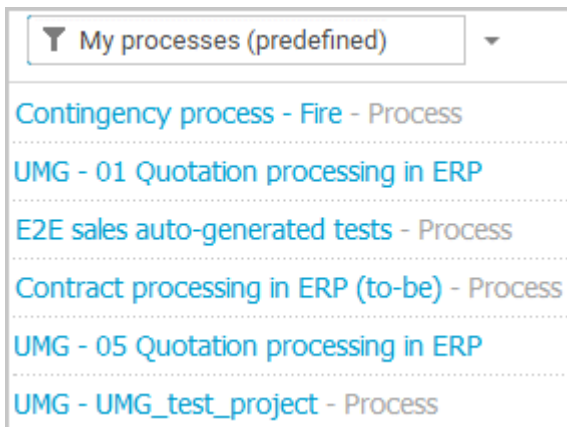 My processes (predefined)
Contingency process - Fire - Process
UMG - 01 Quotation processing in ERP
E2E sales auto-generated tests - Process
Contract processing in ERP (to-be) - Process
UMG - 05 Quotation processing in ERP
UMG - UMG_test_project - Process